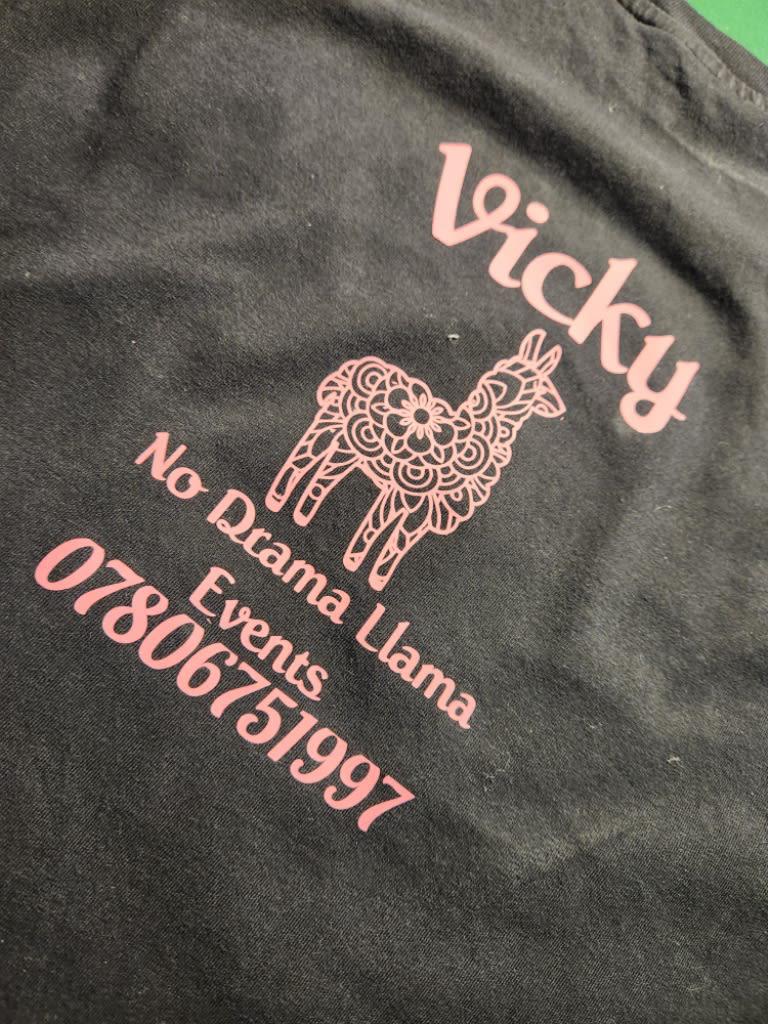 Vicky
No Drama Llama
Events
07806751997